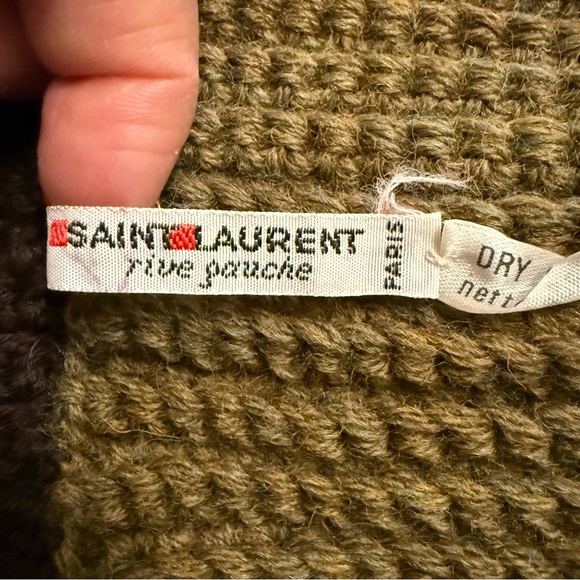 SAINT LAURENT
rive gauche
PARIS
DRY
nett